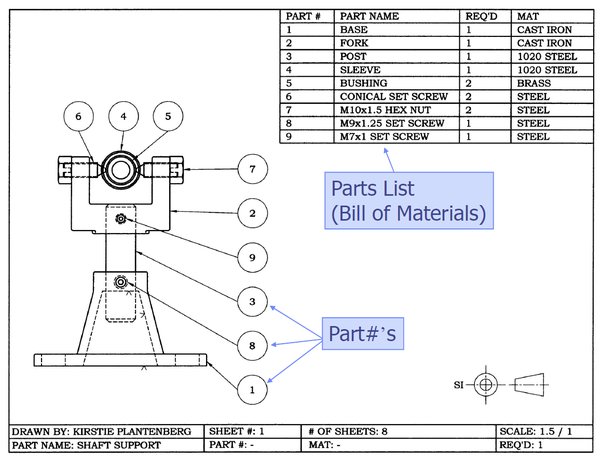 PART # PART NAME REQ'D MAT
1 BASE 1 CAST IRON
2 FORK 1 CAST IRON
3 POST 1 1020 STEEL
4 SLEEVE 1 1020 STEEL
5 BUSHING 2 BRASS
6 CONICAL SET SCREW 2 STEEL
7 M10x1.5 HEX NUT 2 STEEL
8 M9x1.25 SET SCREW 1 STEEL
9 M7x1 SET SCREW 1 STEEL
6 4 5
7
Parts List
(Bill of Materials)
2
9
3
Part#'s
8
1
SI
DRAWN BY: KIRSTIE PLANTENBERG SHEET #: 1 # OF SHEETS: 8 SCALE: 1.5 / 1
PART NAME: SHAFT SUPPORT PART #: - MAT: - REQ'D: 1